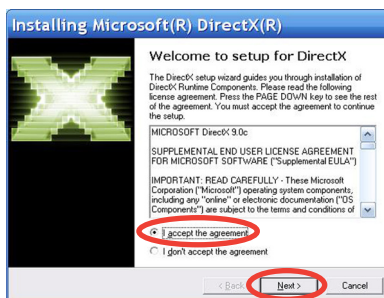 Installing Microsoft(R) DirectX(R)
Welcome to setup for DirectX
The DirectX setup wizard guides you through installation of
DirectX Runtime Components. Please read the following
license agreement. Press the PAGE DOWN key to see the rest
of the agreement. You must accept the agreement to continue
the setup.
MICROSOFT DirectX 9.0c
SUPPLEMENTAL END USER LICENSE AGREEMENT
FOR MICROSOFT SOFTWARE ("Supplemental EULA")
IMPORTANT: READ CAREFULLY - These Microsoft
Corporation ("Microsoft") operating system components,
including any "online" or electronic documentation ("OS
Components") are subject to the terms and conditions of
I accept the agreement
I don't accept the agreement
< Back
Next >
Cancel